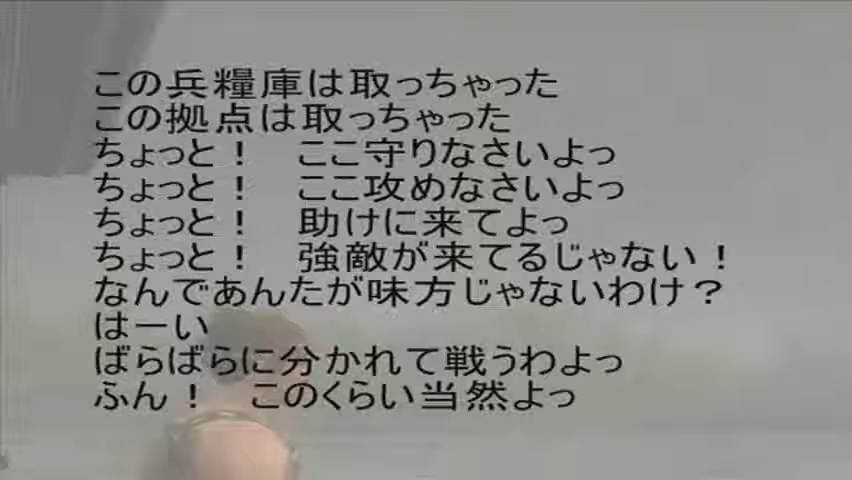 この兵糧庫は取っちゃった
この拠点は取っちゃった
ちょっと！　ここ守りなさいよっ
ちょっと！　ここ攻めなさいよっ
ちょっと！　助けに来てよっ
ちょっと！　強敵が来てるじゃない！
なんであんたが味方じゃないわけ？
はーい
ばらばらに分かれて戦うわよっ
ふん！　このくらい当然よっ